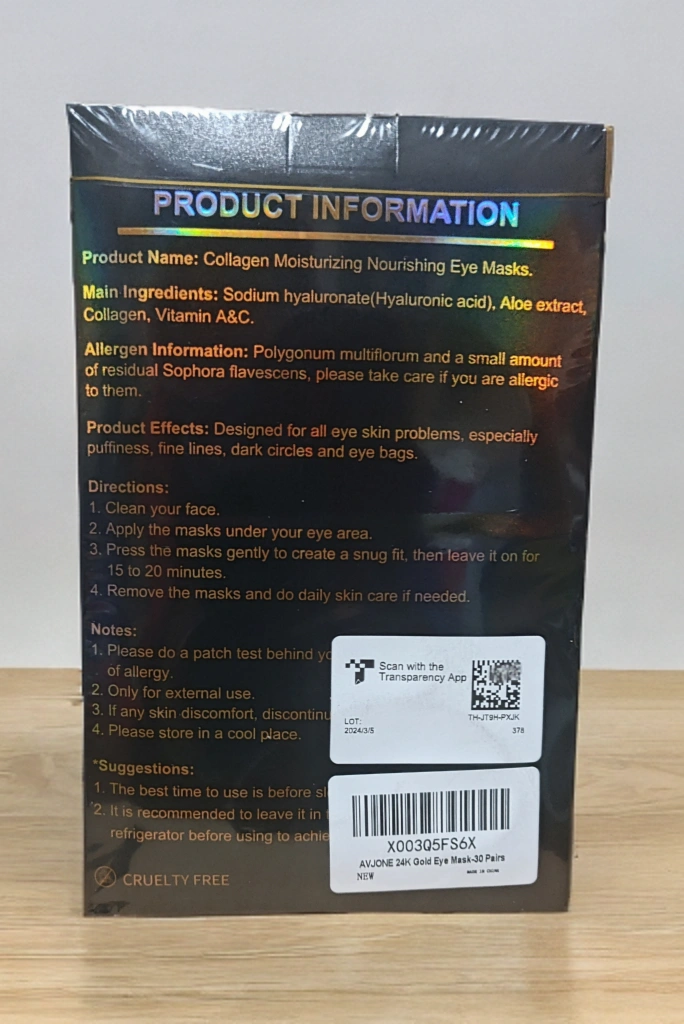 PRODUCT INFORMATION
Product Name: Collagen Moisturizing Nourishing Eye Masks.
Main Ingredients: Sodium hyaluronate(Hyaluronic acid), Aloe extract,
Collagen, Vitamin A&C.
Allergen Information: Polygonum multiflorum and a small amount
of residual Sophora flavescens, please take care if you are allergic
to them.
Product Effects: Designed for all eye skin problems, especially
puffiness, fine lines, dark circles and eye bags.
Directions:
1. Clean your face.
2. Apply the masks under your eye area.
3. Press the masks gently to create a snug fit, then leave it on for
15 to 20 minutes.
4. Remove the masks and do daily skin care if needed.
Notes:
1. Please do a patch test behind yo
of allergy.
2. Only for external use.
3. If any skin discomfort, discontinu
4. Please store in a cool place.
*Suggestions:
1. The best time to use is before sl
2. It is recommended to leave it in
refrigerator before using to achie
CRUELTY FREE
Scan with the
Transparency App
LOT:
2024/3/5
TH-JT9H-PXJK
378
X003Q5FS6X
AVJONE 24K Gold Eye Mask-30 Pairs
NEW
MADE IN CHINA